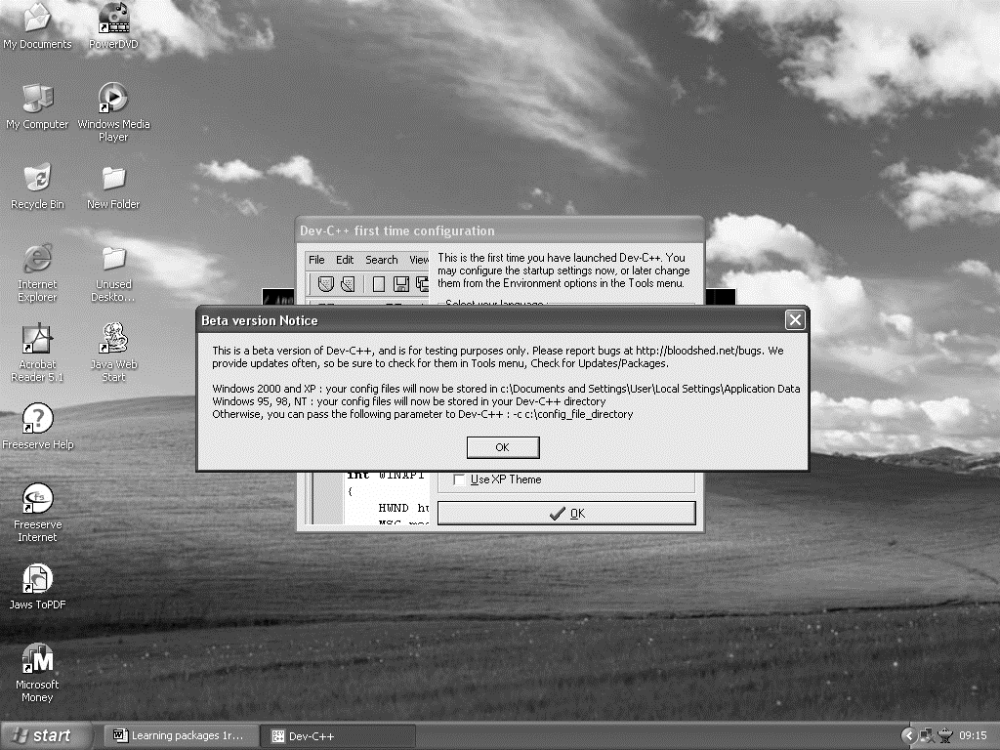 My Documents
PowerDVD
My Computer
Windows Media
Player
Recycle Bin
New Folder
Internet
Explorer
Unused
Deskto...
Acrobat
Reader 5.1
Java Web
Start
Freeserve Help
Freeserve
Internet
Jaws ToPDF
Microsoft
Money
Dev-C++ first time configuration
File Edit Search View
This is the first time you have launched Dev-C++. You
may configure the startup settings now, or later change
them from the Environment options in the Tools menu.
Select your language :
Beta version Notice
This is a beta version of Dev-C++, and is for testing purposes only. Please report bugs at http://bloodshed.net/bugs. We
provide updates often, so be sure to check for them in Tools menu, Check for Updates/Packages.
Windows 2000 and XP : your config files will now be stored in c:\Documents and Settings\User\Local Settings\Application Data
Windows 95, 98, NT : your config files will now be stored in your Dev-C++ directory
Otherwise, you can pass the following parameter to Dev-C++ : -c c:\config_file_directory
OK
int WINAPI
{
HWND
Use XP Theme
OK
start
Learning packages 1r...
Dev-C++
09:15